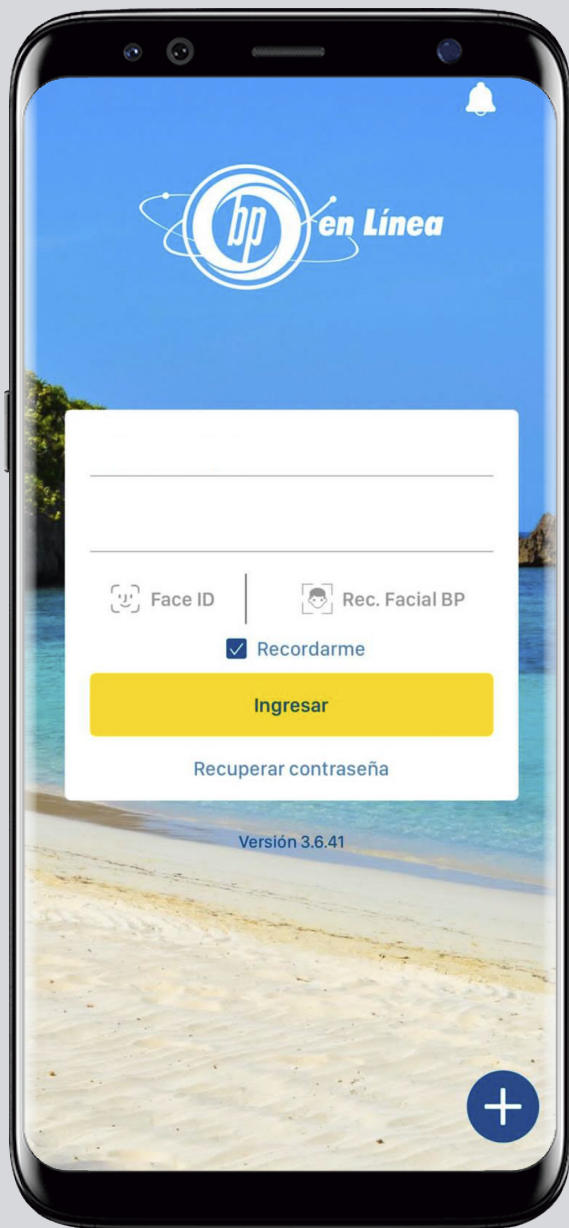 bp en Línea
Face ID
Rec. Facial BP
Recordarme
Ingresar
Recuperar contraseña
Versión 3.6.41